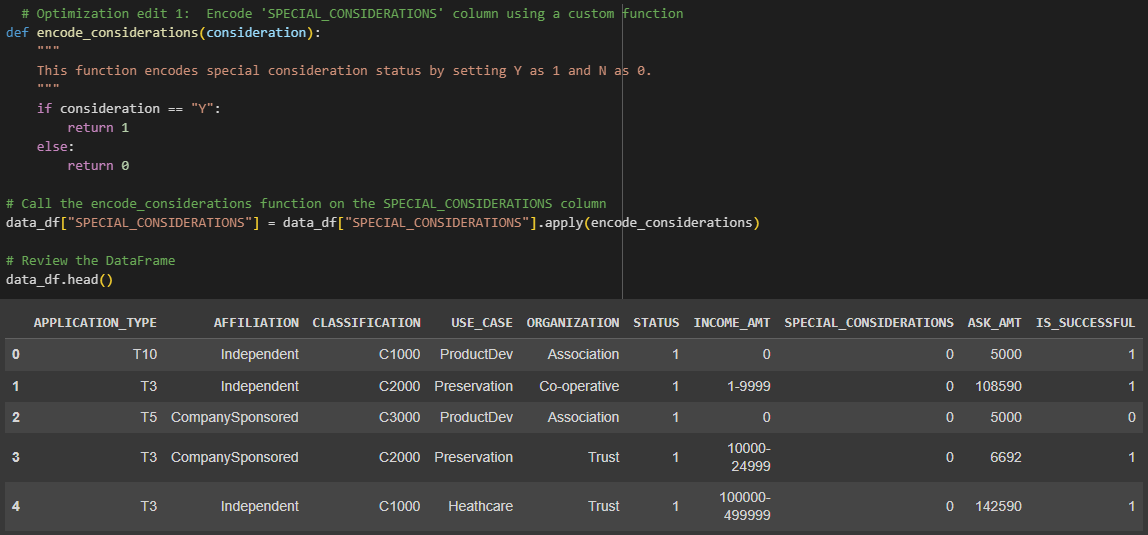 # Optimization edit 1:  Encode 'SPECIAL_CONSIDERATIONS' column using a custom function
def encode_considerations(consideration):
    """
    This function encodes special consideration status by setting Y as 1 and N as 0.
    """
    if consideration == "Y":
        return 1
    else:
        return 0
# Call the encode_considerations function on the SPECIAL_CONSIDERATIONS column
data_df["SPECIAL_CONSIDERATIONS"] = data_df["SPECIAL_CONSIDERATIONS"].apply(encode_considerations)
# Review the DataFrame
data_df.head()
APPLICATION_TYPE AFFILIATION CLASSIFICATION USE_CASE ORGANIZATION STATUS INCOME_AMT SPECIAL_CONSIDERATIONS ASK_AMT IS_SUCCESSFUL
0 T10 Independent C1000 ProductDev Association 1 0 0 5000 1
1 T3 Independent C2000 Preservation Co-operative 1 1-9999 0 108590 1
2 T5 CompanySponsored C3000 ProductDev Association 1 0 0 5000 0
3 T3 CompanySponsored C2000 Preservation Trust 1 10000-
24999 0 6692 1
4 T3 Independent C1000 Heathcare Trust 1 100000-
499999 0 142590 1